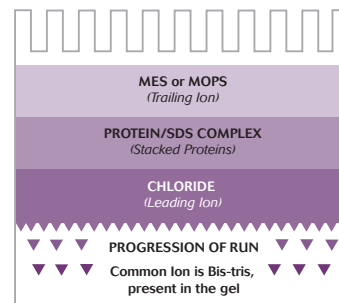 MES or MOPS
(Trailing Ion)
PROTEIN/SDS COMPLEX
(Stacked Proteins)
CHLORIDE
(Leading Ion)
PROGRESSION OF RUN
Common Ion is Bis-tris,
present in the gel